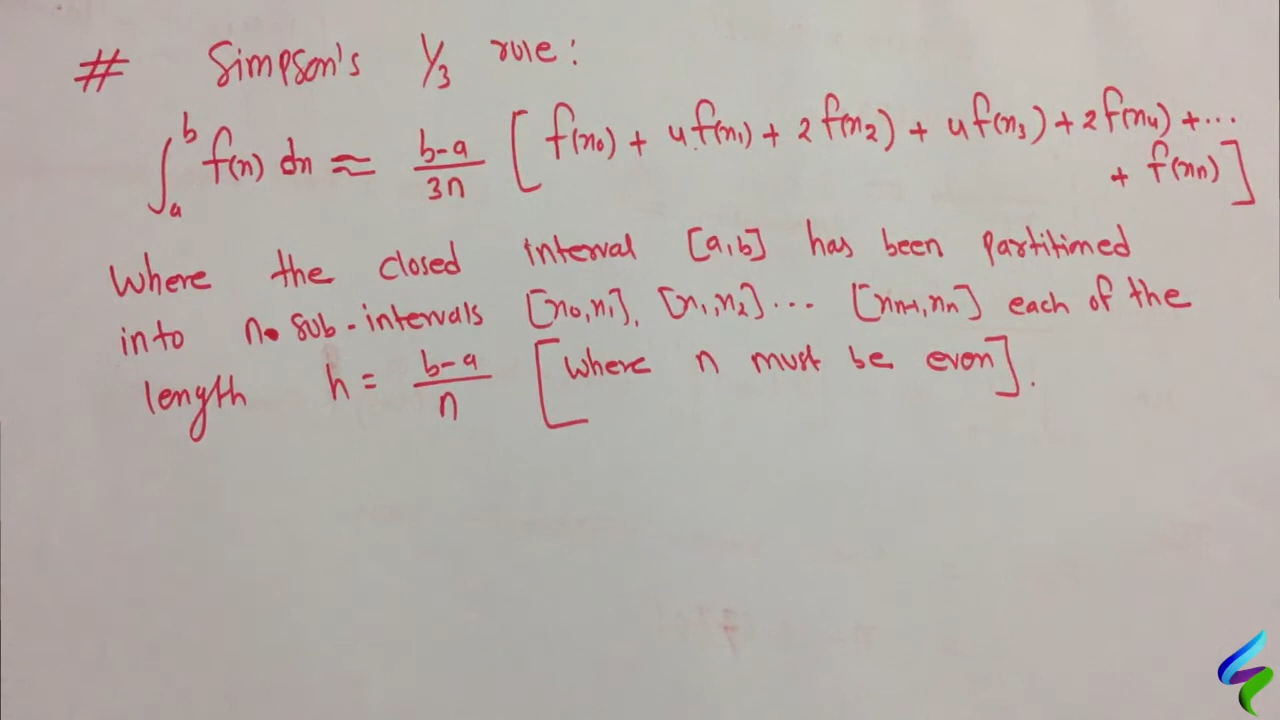 # Simpson's 1/3 rule:
∫_a^b f(x) dx ≈ (b-a)/(3n) [f(x₀) + 4f(x₁) + 2f(x₂) + 4f(x₃) + 2f(x₄) + ...
+ f(xₙ)]
Where the closed interval [a,b] has been partitimed
into n sub-intervals [x₀,x₁], [x₁,x₂]... [xₙ₋₁,xₙ] each of the
length h = (b-a)/n [where n must be even].